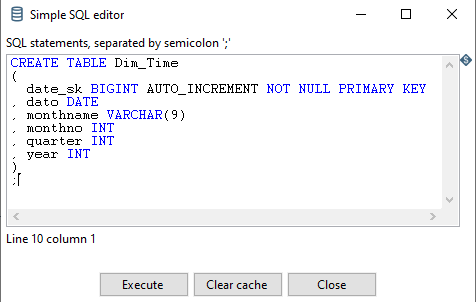 Simple SQL editor
SQL statements, separated by semicolon ';'
CREATE TABLE Dim_Time
(
  date_sk BIGINT AUTO_INCREMENT NOT NULL PRIMARY KEY
, dato DATE
, monthname VARCHAR(9)
, monthno INT
, quarter INT
, year INT
)
;
Line 10 column 1
Execute Clear cache Close